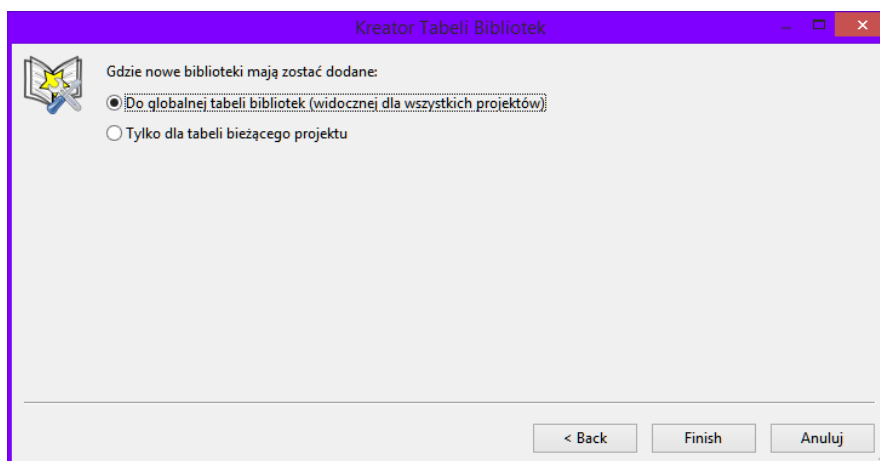 Kreator Tabeli Bibliotek
Gdzie nowe biblioteki mają zostać dodane:
Do globalnej tabeli bibliotek (widocznej dla wszystkich projektów)
Tylko dla tabeli bieżącego projektu
< Back
Finish
Anuluj